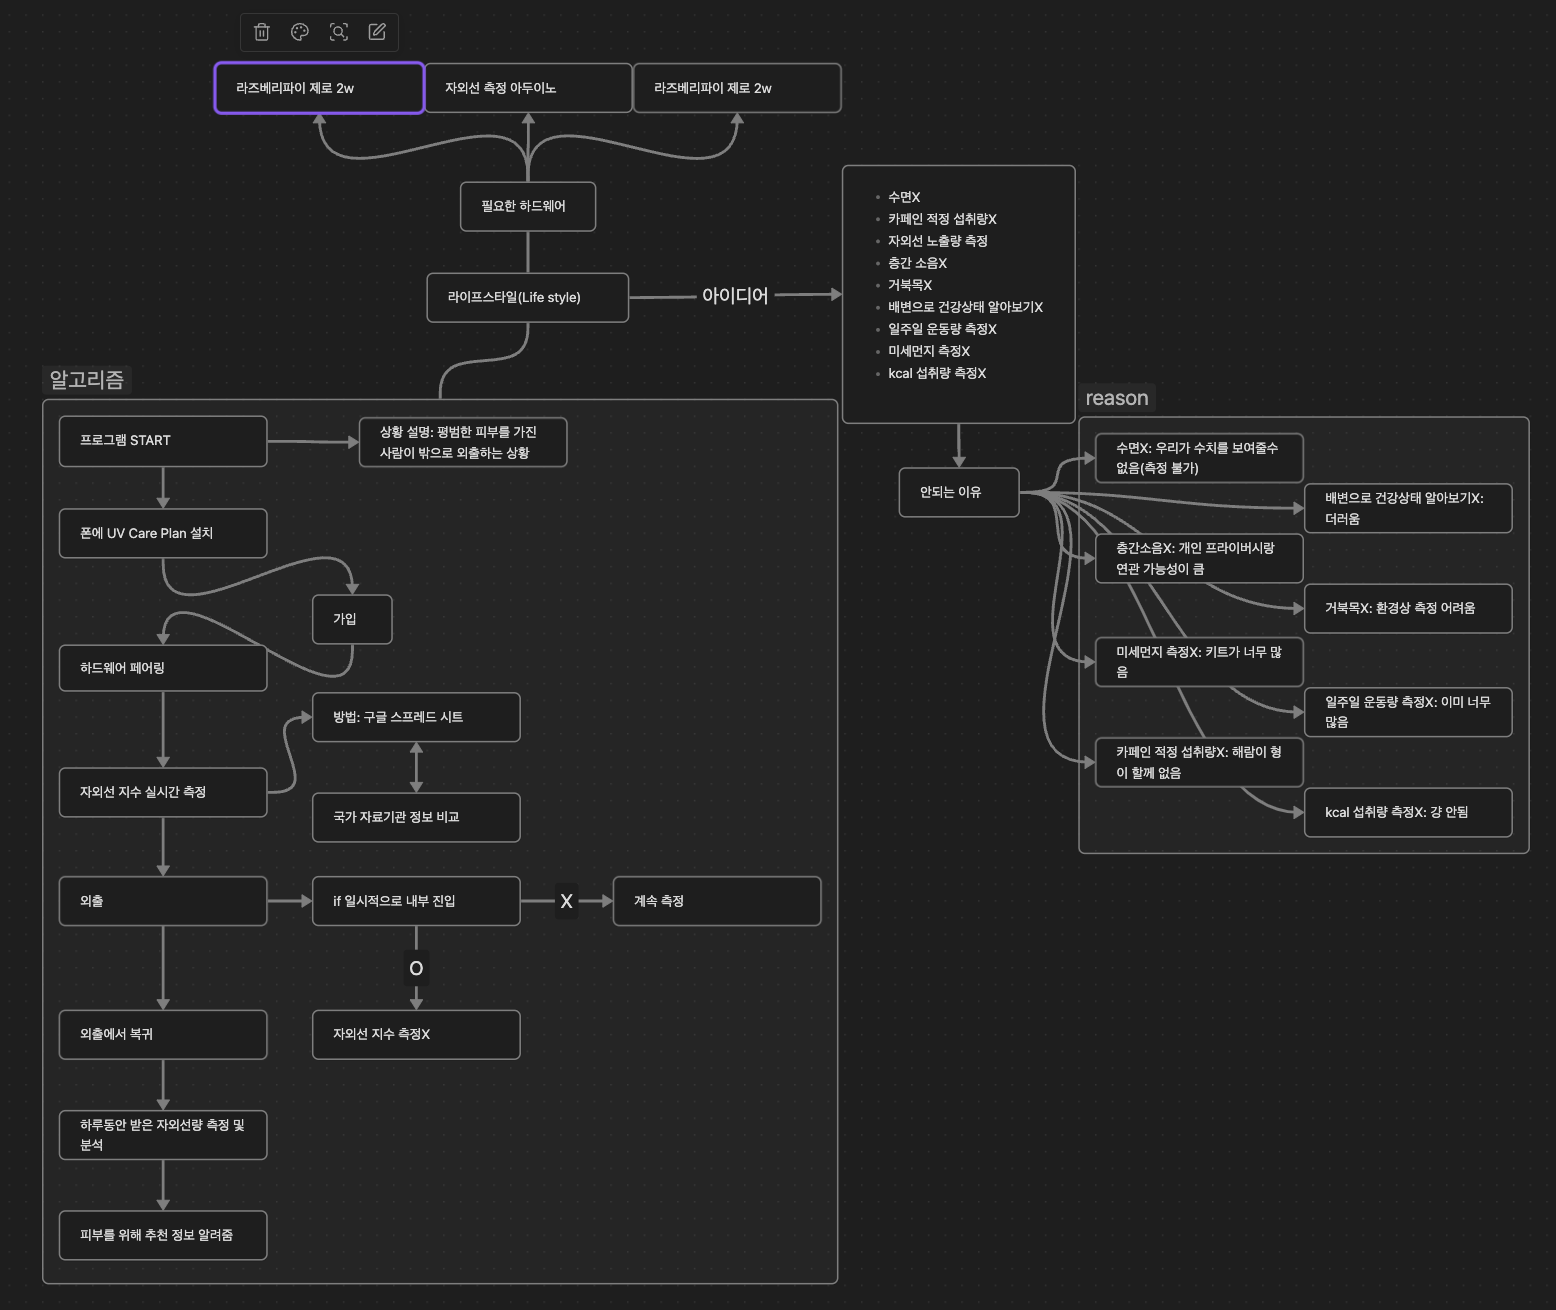 라즈베리파이 제로 2w
자외선 측정 아두이노
라즈베리파이 제로 2w
필요한 하드웨어
라이프스타일(Life style)
아이디어
수면X
카페인 적정 섭취량X
자외선 노출량 측정
층간 소음X
거북목X
배변으로 건강상태 알아보기X
일주일 운동량 측정X
미세먼지 측정X
kcal 섭취량 측정X
안되는 이유
reason
수면X: 우리가 수치를 보여줄수
없음(측정 불가)
배변으로 건강상태 알아보기X:
더러움
층간소음X: 개인 프라이버시랑
연관 가능성이 큼
거북목X: 환경상 측정 어려움
미세먼지 측정X: 키트가 너무 많
음
일주일 운동량 측정X: 이미 너무
많음
카페인 적정 섭취량X: 해람이 형
이 할께 없음
kcal 섭취량 측정X: 걍 안됨
알고리즘
프로그램 START
상황 설명: 평범한 피부를 가진
사람이 밖으로 외출하는 상황
폰에 UV Care Plan 설치
가입
하드웨어 페어링
방법: 구글 스프레드 시트
자외선 지수 실시간 측정
국가 자료기관 정보 비교
외출
if 일시적으로 내부 진입
X
계속 측정
O
외출에서 복귀
자외선 지수 측정X
하루동안 받은 자외선량 측정 및
분석
피부를 위해 추천 정보 알려줌